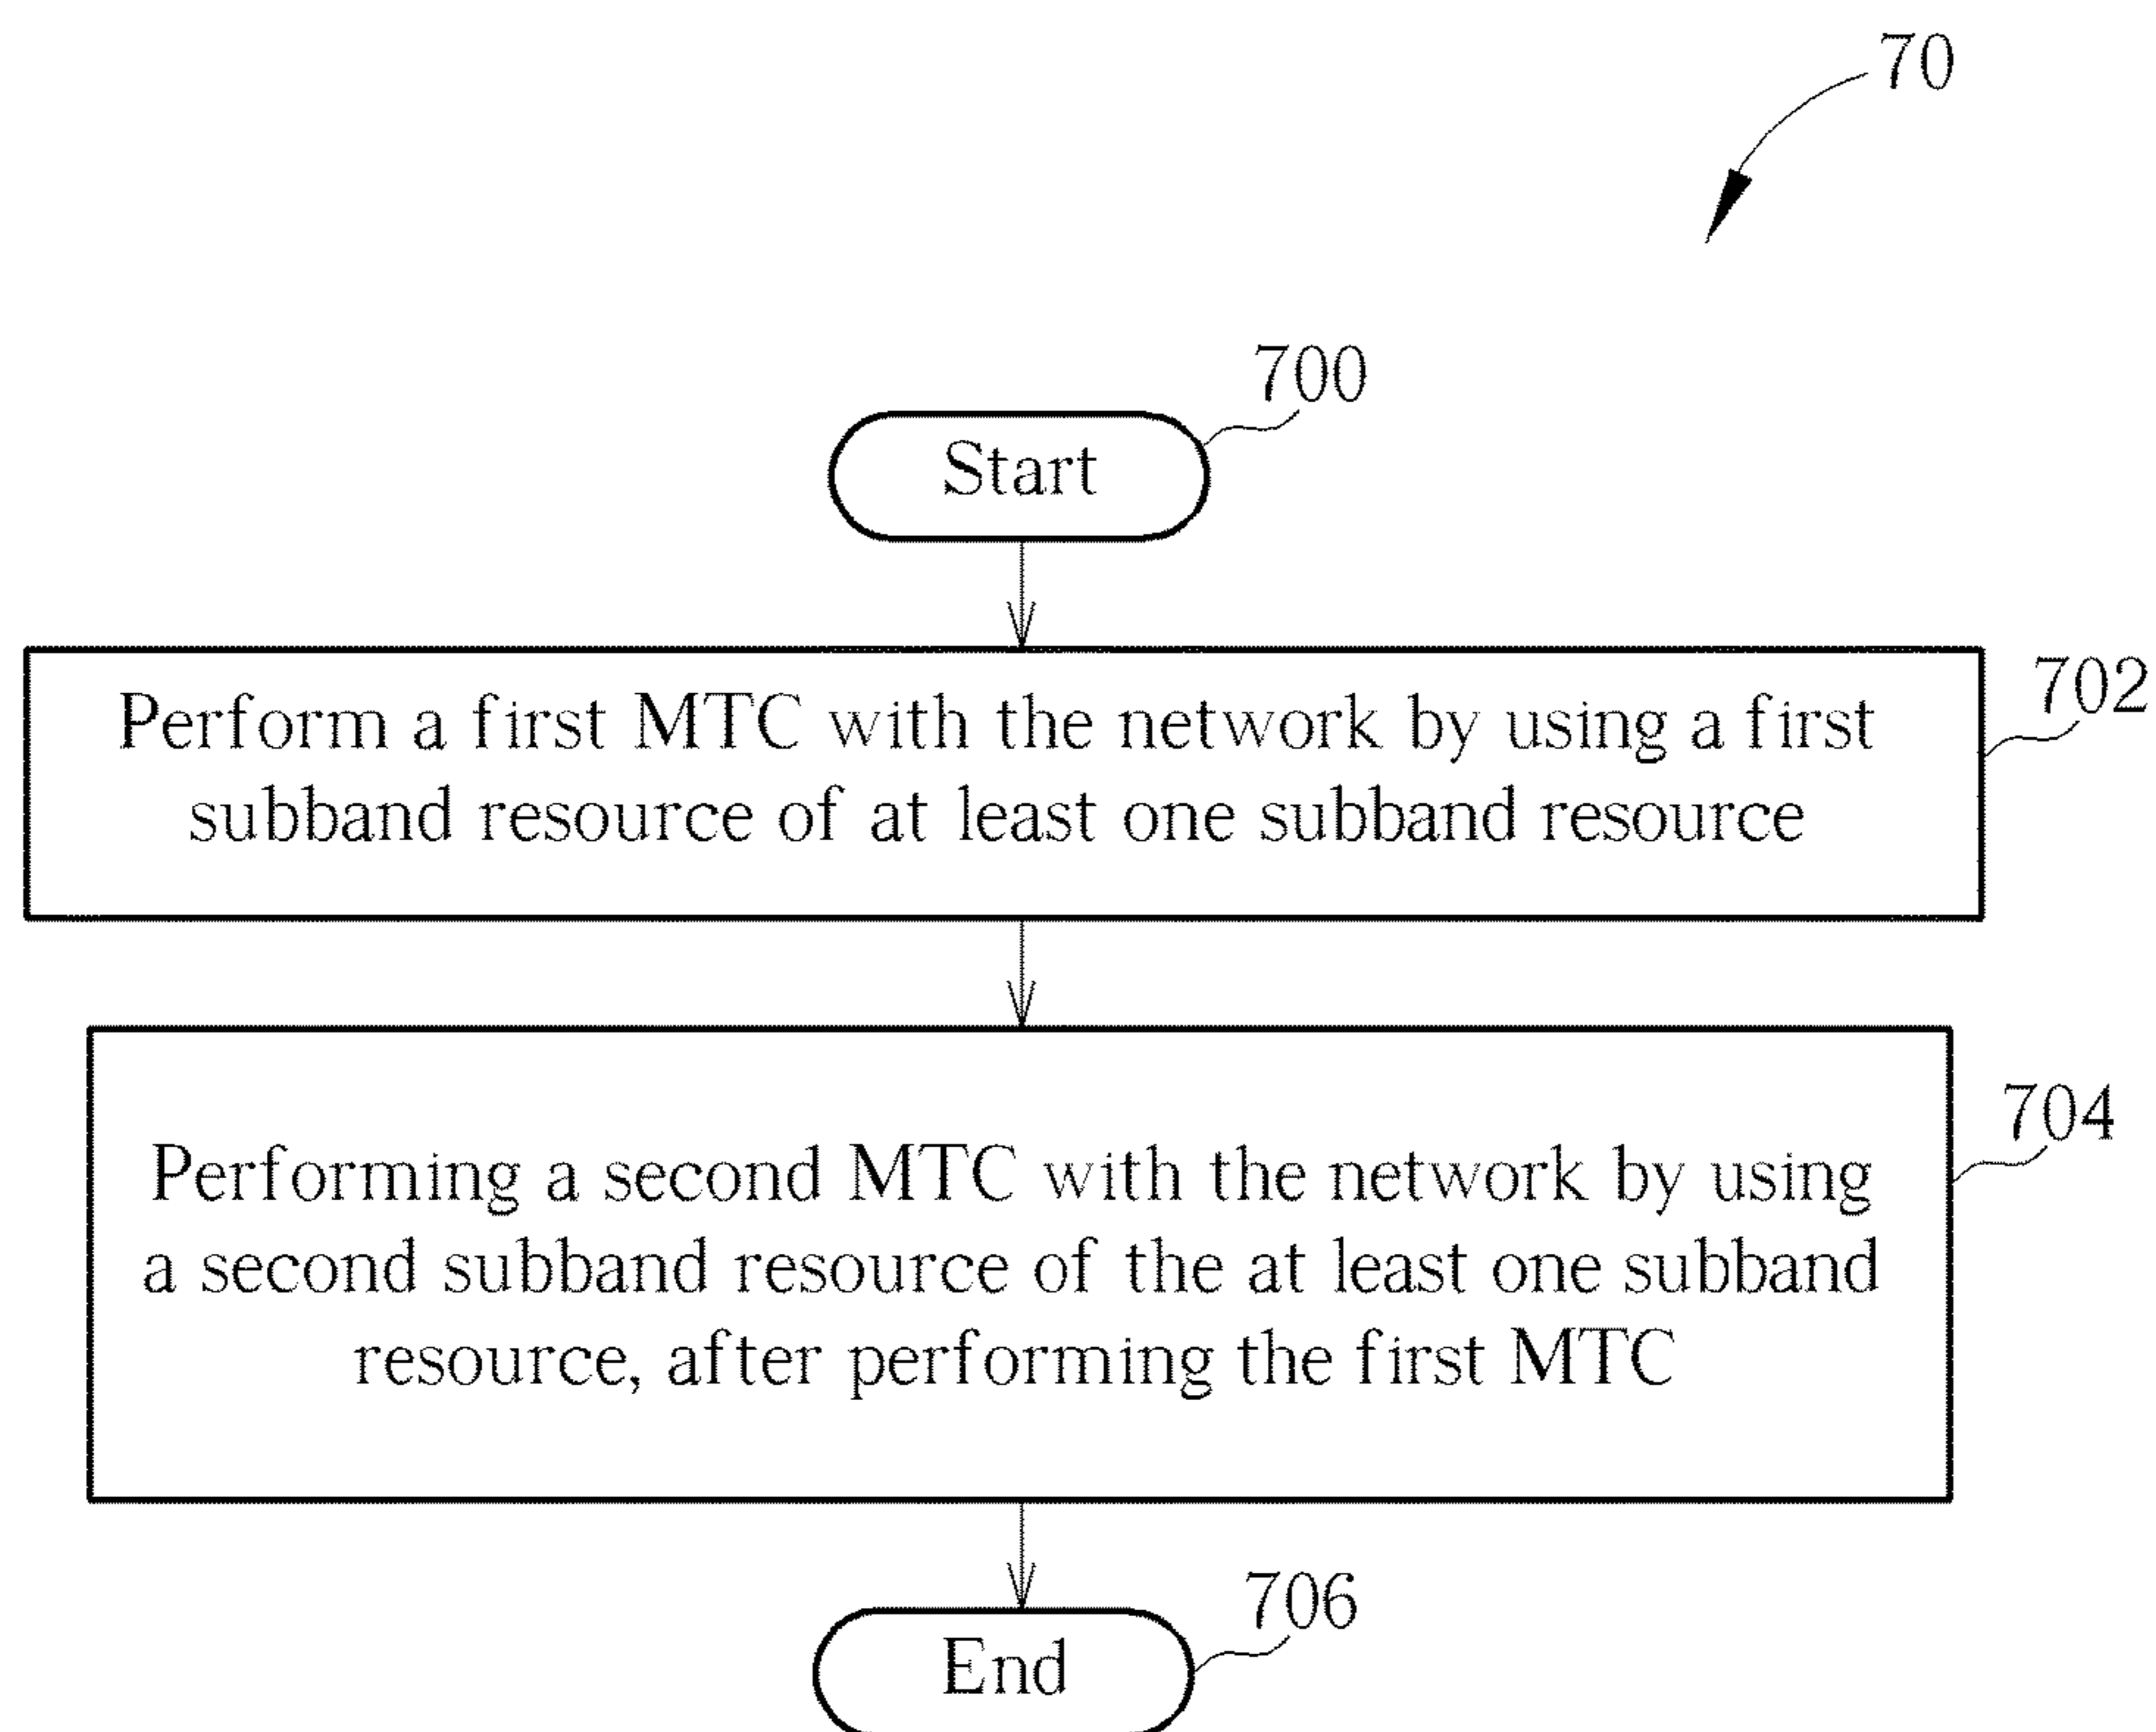 70
700
Start
702
Perform a first MTC with the network by using a first
subband resource of at least one subband resource
704
Performing a second MTC with the network by using
a second subband resource of the at least one subband
resource, after performing the first MTC
706
End